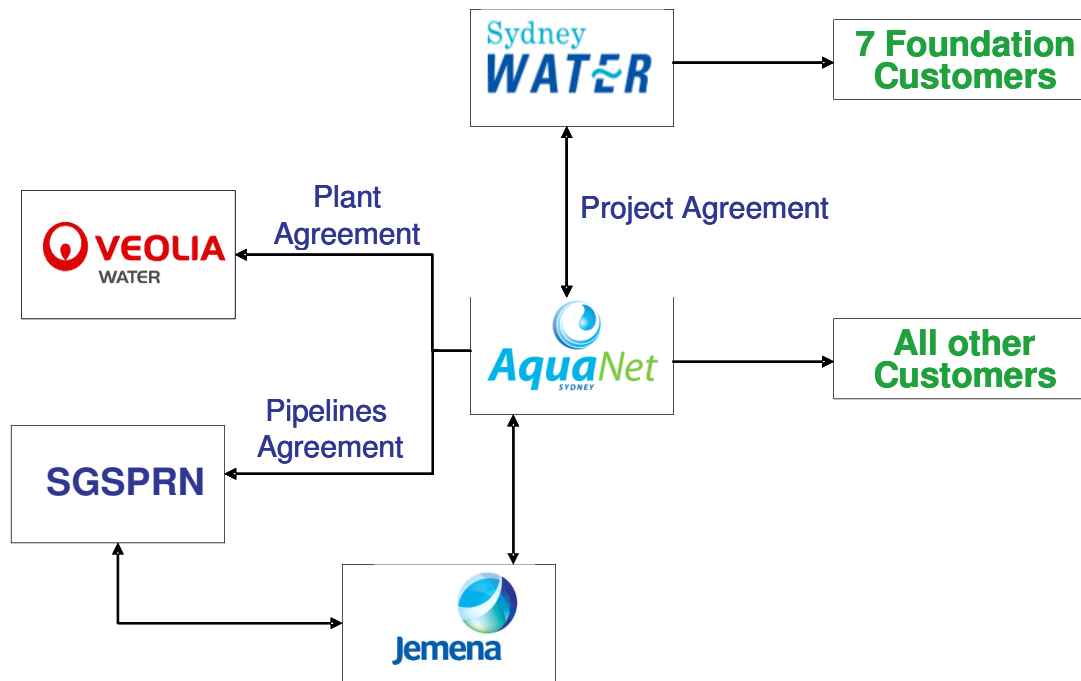 Sydney
WATER
7 Foundation
Customers
Project Agreement
Plant
Agreement
VEOLIA
WATER
AquaNet
SYDNEY
All other
Customers
Pipelines
Agreement
SGSPRN
Jemena